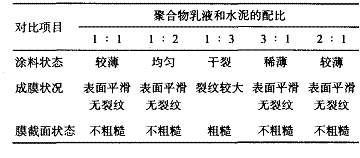 对比项目 聚合物乳液和水泥的配比
1:1 1:2 1:3 3:1 2:1
涂料状态 较薄 均匀 干裂 稀薄 较薄
成膜状况 表面平滑 表面平滑 裂纹较大 表面平滑 表面平滑
无裂纹 无裂纹 无裂纹 无裂纹
膜截面状态 不粗糙 不粗糙 粗糙 不粗糙 不粗糙